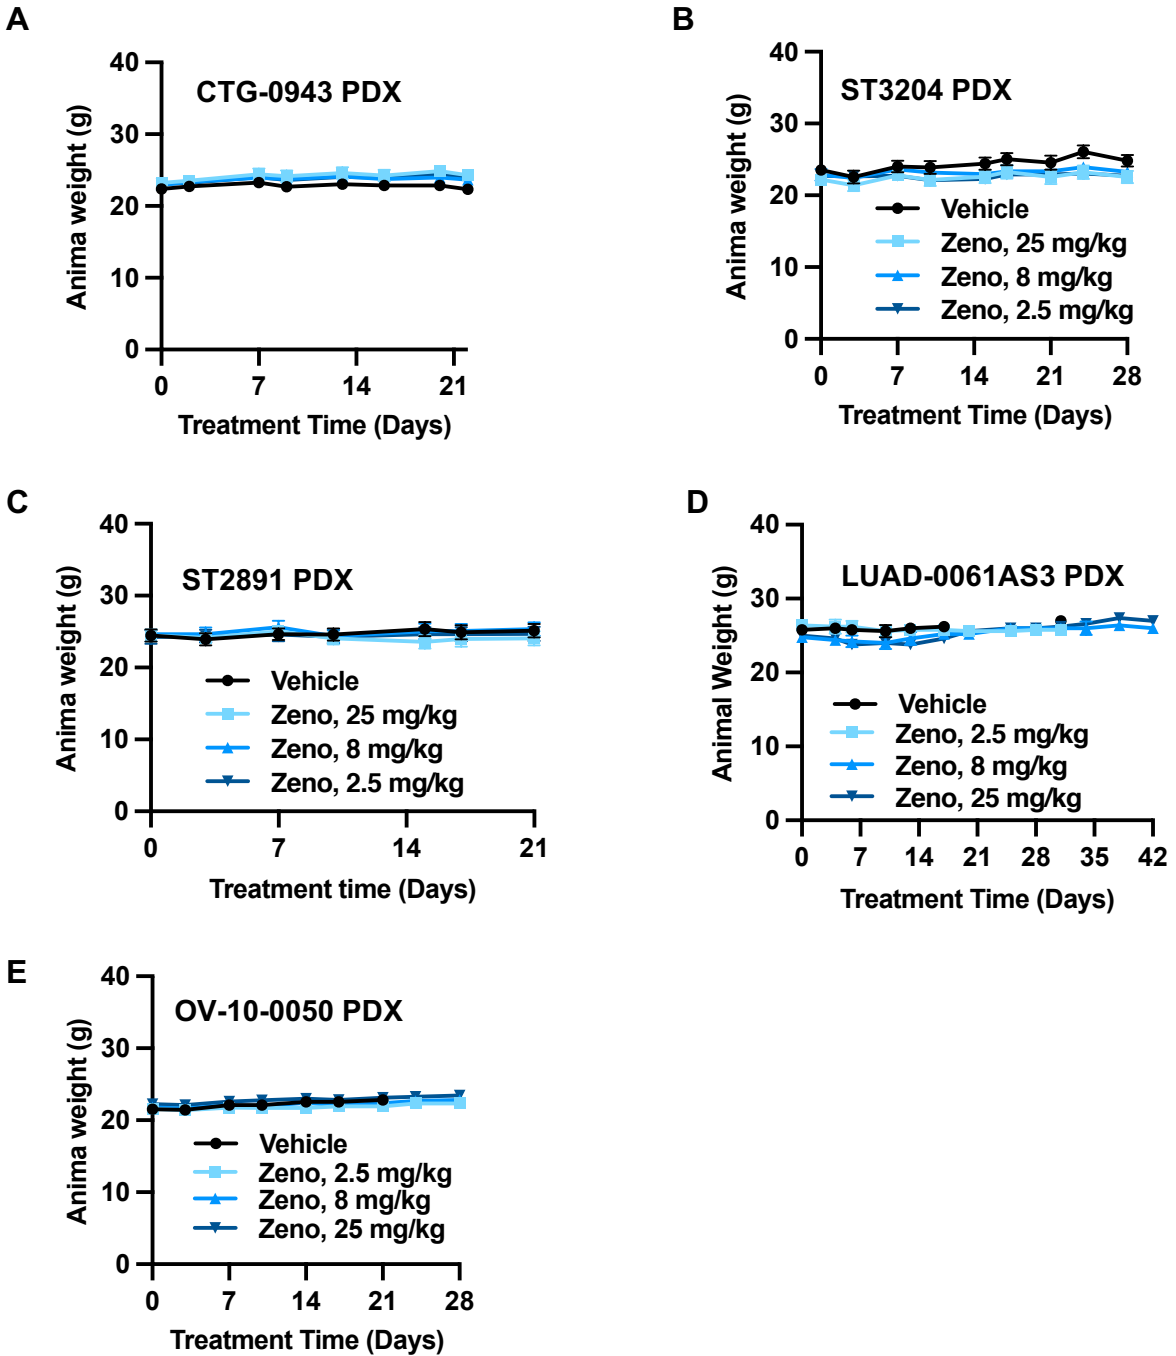 A
CTG-0943 PDX
Anima weight (g)
40
30
20
10
0
0 7 14 21
Treatment Time (Days)
B
ST3204 PDX
Anima weight (g)
40
30
20
10
0
Vehicle
Zeno, 25 mg/kg
Zeno, 8 mg/kg
Zeno, 2.5 mg/kg
0 7 14 21 28
Treatment Time (Days)
C
ST2891 PDX
Anima weight (g)
40
30
20
10
0
Vehicle
Zeno, 25 mg/kg
Zeno, 8 mg/kg
Zeno, 2.5 mg/kg
0 7 14 21
Treatment time (Days)
D
LUAD-0061AS3 PDX
Animal Weight (g)
40
30
20
10
0
Vehicle
Zeno, 2.5 mg/kg
Zeno, 8 mg/kg
Zeno, 25 mg/kg
0 7 14 21 28 35 42
Treatment Time (Days)
E
OV-10-0050 PDX
Anima weight (g)
40
30
20
10
0
Vehicle
Zeno, 2.5 mg/kg
Zeno, 8 mg/kg
Zeno, 25 mg/kg
0 7 14 21 28
Treatment Time (Days)